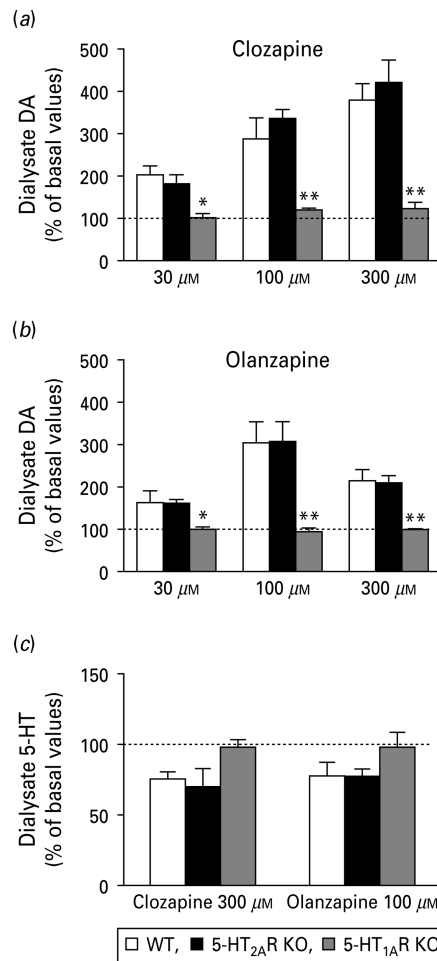 (a)
Clozapine
Dialysate DA
(% of basal values)
500
400
300
200
100
0
*
**
**
30 μM
100 μM
300 μM
(b)
Olanzapine
Dialysate DA
(% of basal values)
500
400
300
200
100
0
*
**
**
30 μM
100 μM
300 μM
(c)
Dialysate 5-HT
(% of basal values)
150
100
50
0
Clozapine 300 μM
Olanzapine 100 μM
WT, 5-HT2AR KO, 5-HT1AR KO